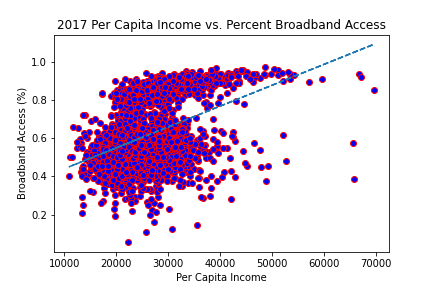 2017 Per Capita Income vs. Percent Broadband Access
Broadband Access (%)
1.0
0.8
0.6
0.4
0.2
10000 20000 30000 40000 50000 60000 70000
Per Capita Income